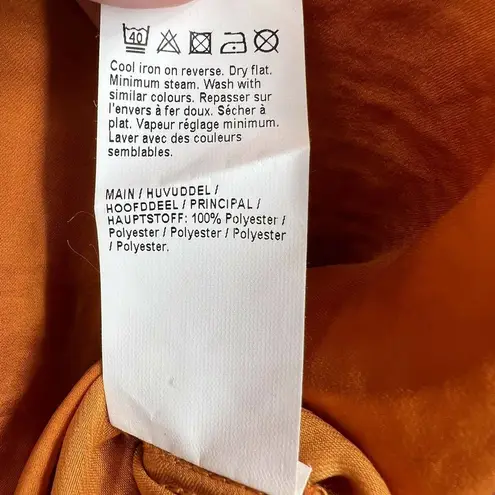 40
Cool iron on reverse. Dry flat.
Minimum steam. Wash with
similar colours. Repasser sur
l'envers à fer doux. Sécher à
plat. Vapeur réglage minimum.
Laver avec des couleurs
semblables.
MAIN / HUVUDDEL /
HOOFDDEEL / PRINCIPAL /
HAUPTSTOFF: 100% Polyester /
Polyester / Polyester / Polyester
/ Polyester.